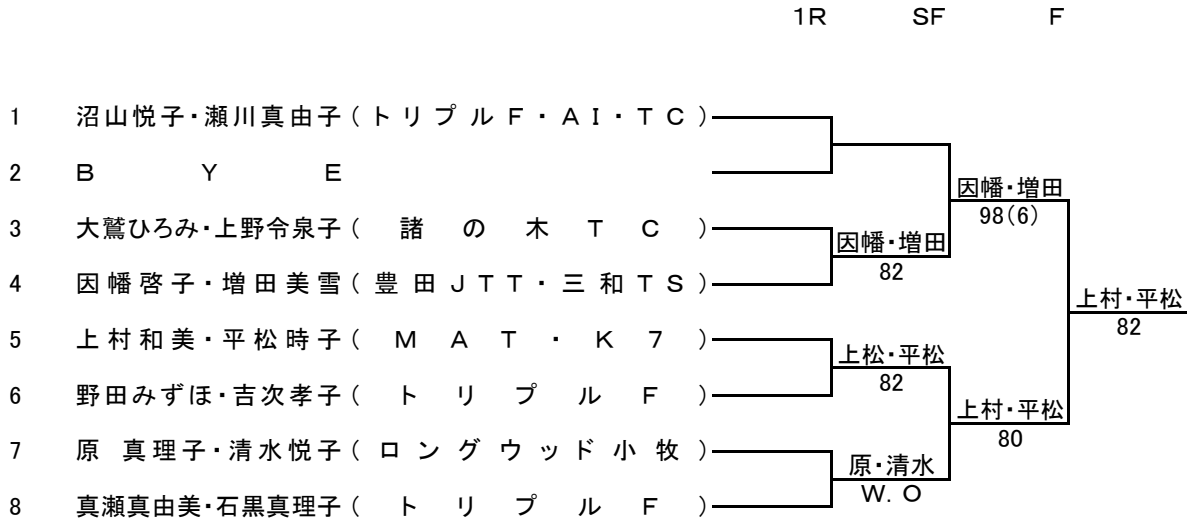 1R SF F
1 沼山悦子・瀬川真由子(トリプルF・AI・TC)
2 B Y E
因幡・増田
98(6)
3 大鷲ひろみ・上野令泉子(諸の木TC)
因幡・増田
82
4 因幡啓子・増田美雪(豊田JTT・三和TS)
上村・平松
82
5 上村和美・平松時子(MAT・K7)
上松・平松
82
6 野田みずほ・吉次孝子(トリプルF)
上村・平松
80
7 原 真理子・清水悦子(ロングウッド小牧)
原・清水
W.O
8 真瀬真由美・石黒真理子(トリプルF)